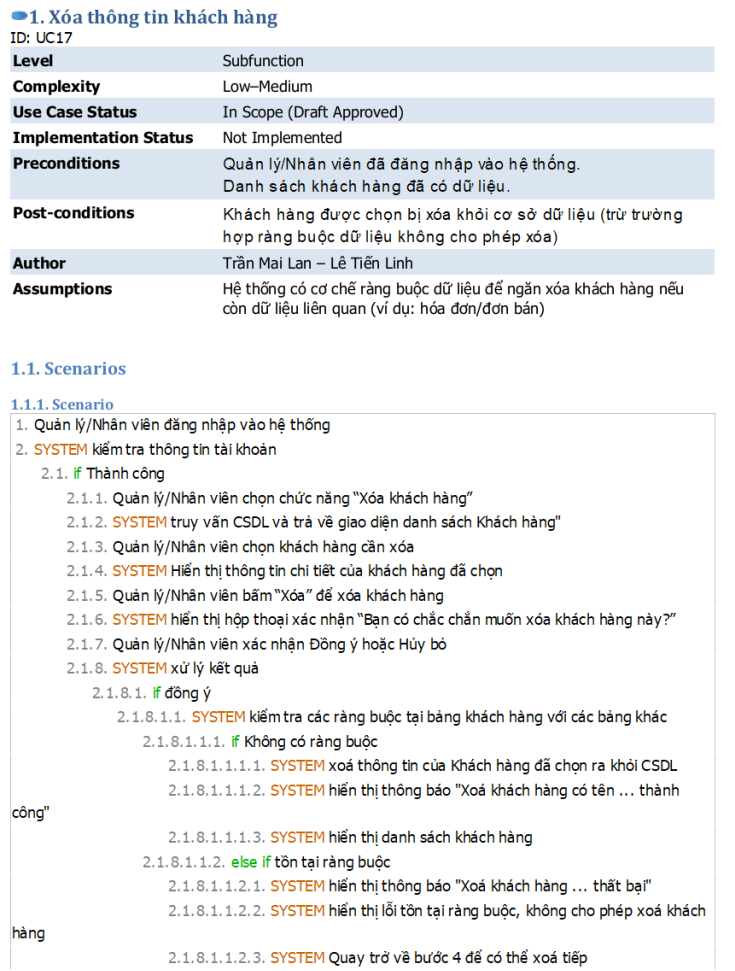 1. Xóa thông tin khách hàng
ID: UC17
Level Subfunction
Complexity Low–Medium
Use Case Status In Scope (Draft Approved)
Implementation Status Not Implemented
Preconditions Quản lý/Nhân viên đã đăng nhập vào hệ thống.
Danh sách khách hàng đã có dữ liệu.
Post-conditions Khách hàng được chọn bị xóa khỏi cơ sở dữ liệu (trừ trường
hợp ràng buộc dữ liệu không cho phép xóa)
Author Trần Mai Lan – Lê Tiến Linh
Assumptions Hệ thống có cơ chế ràng buộc dữ liệu để ngăn xóa khách hàng nếu
còn dữ liệu liên quan (ví dụ: hóa đơn/đơn bán)
1.1. Scenarios
1.1.1. Scenario
1. Quản lý/Nhân viên đăng nhập vào hệ thống
2. SYSTEM kiểm tra thông tin tài khoản
2.1. if Thành công
2.1.1. Quản lý/Nhân viên chọn chức năng “Xóa khách hàng”
2.1.2. SYSTEM truy vấn CSDL và trả về giao diện danh sách Khách hàng"
2.1.3. Quản lý/Nhân viên chọn khách hàng cần xóa
2.1.4. SYSTEM Hiển thị thông tin chi tiết của khách hàng đã chọn
2.1.5. Quản lý/Nhân viên bấm “Xóa” để xóa khách hàng
2.1.6. SYSTEM hiển thị hộp thoại xác nhận “Bạn có chắc chắn muốn xóa khách hàng này?”
2.1.7. Quản lý/Nhân viên xác nhận Đồng ý hoặc Hủy bỏ
2.1.8. SYSTEM xử lý kết quả
2.1.8.1. if đồng ý
2.1.8.1.1. SYSTEM kiểm tra các ràng buộc tại bảng khách hàng với các bảng khác
2.1.8.1.1.1. if Không có ràng buộc
2.1.8.1.1.1.1. SYSTEM xoá thông tin của Khách hàng đã chọn ra khỏi CSDL
2.1.8.1.1.1.2. SYSTEM hiển thị thông báo "Xoá khách hàng có tên ... thành
công"
2.1.8.1.1.1.3. SYSTEM hiển thị danh sách khách hàng
2.1.8.1.1.2. else if tồn tại ràng buộc
2.1.8.1.1.2.1. SYSTEM hiển thị thông báo "Xoá khách hàng ... thất bại"
2.1.8.1.1.2.2. SYSTEM hiển thị lỗi tồn tại ràng buộc, không cho phép xoá khách
hàng
2.1.8.1.1.2.3. SYSTEM Quay trở về bước 4 để có thể xoá tiếp